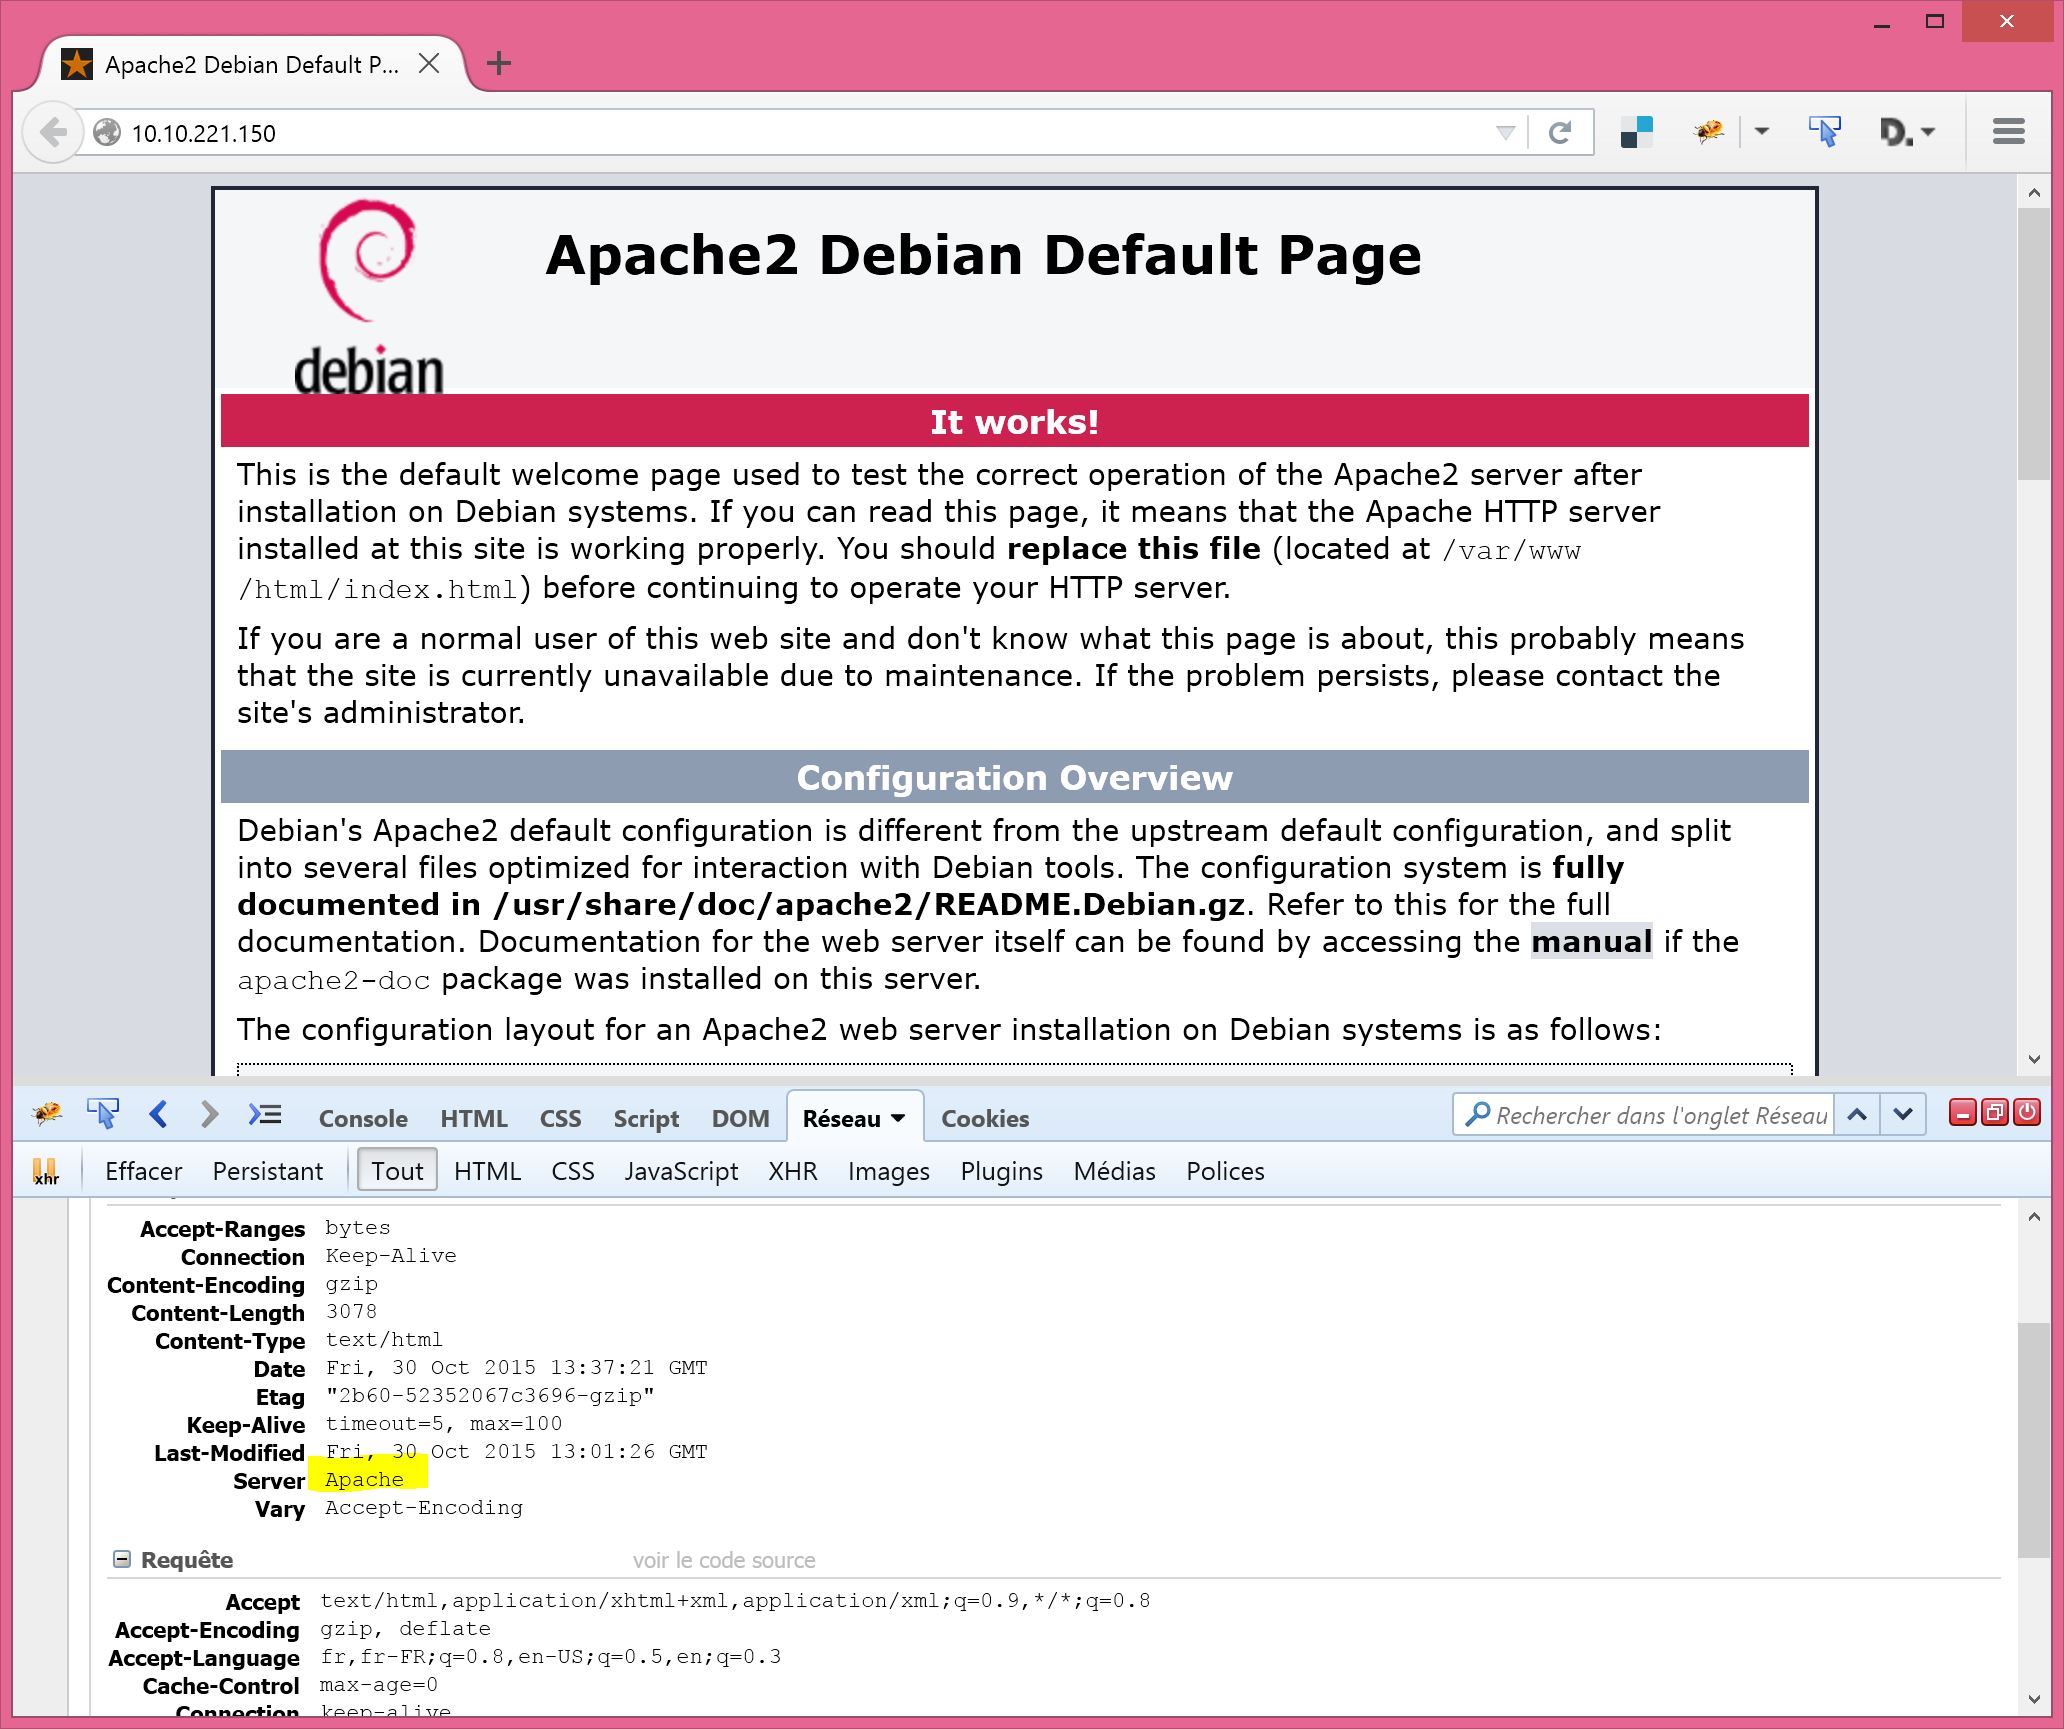 Apache2 Debian Default P...
10.10.221.150
D.
debian
Apache2 Debian Default Page
It works!
This is the default welcome page used to test the correct operation of the Apache2 server after
installation on Debian systems. If you can read this page, it means that the Apache HTTP server
installed at this site is working properly. You should replace this file (located at /var/www
/html/index.html) before continuing to operate your HTTP server.
If you are a normal user of this web site and don't know what this page is about, this probably means
that the site is currently unavailable due to maintenance. If the problem persists, please contact the
site's administrator.
Configuration Overview
Debian's Apache2 default configuration is different from the upstream default configuration, and split
into several files optimized for interaction with Debian tools. The configuration system is fully
documented in /usr/share/doc/apache2/README.Debian.gz. Refer to this for the full
documentation. Documentation for the web server itself can be found by accessing the manual if the
apache2-doc package was installed on this server.
The configuration layout for an Apache2 web server installation on Debian systems is as follows:
Console HTML CSS Script DOM Réseau Cookies Rechercher dans l'onglet Réseau
xhr Effacer Persistant Tout HTML CSS JavaScript XHR Images Plugins Médias Polices
Accept-Ranges bytes
Connection Keep-Alive
Content-Encoding gzip
Content-Length 3078
Content-Type text/html
Date Fri, 30 Oct 2015 13:37:21 GMT
Etag "2b60-52352067c3696-gzip"
Keep-Alive timeout=5, max=100
Last-Modified Fri, 30 Oct 2015 13:01:26 GMT
Server Apache
Vary Accept-Encoding
Requête voir le code source
Accept text/html,application/xhtml+xml,application/xml;q=0.9,*/*;q=0.8
Accept-Encoding gzip, deflate
Accept-Language fr,fr-FR;q=0.8,en-US;q=0.5,en;q=0.3
Cache-Control max-age=0
Connection keep-alive